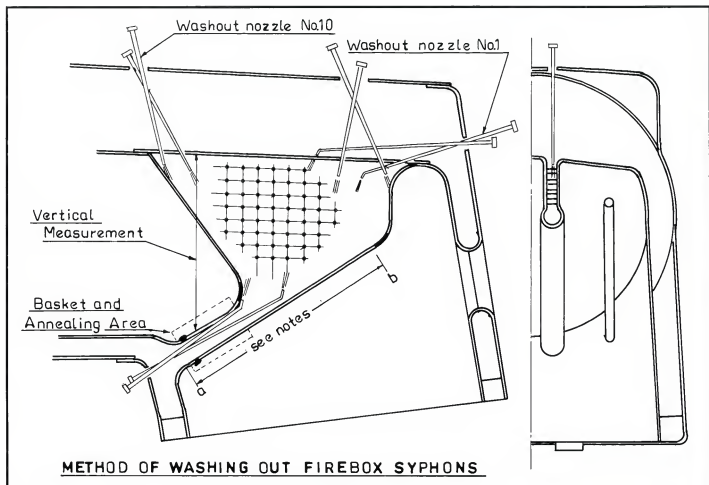 Washout nozzle No.10
Washout nozzle No.1
Vertical
Measurement
Basket and
Annealing Area
see notes
a
b
METHOD OF WASHING OUT FIREBOX SYPHONS